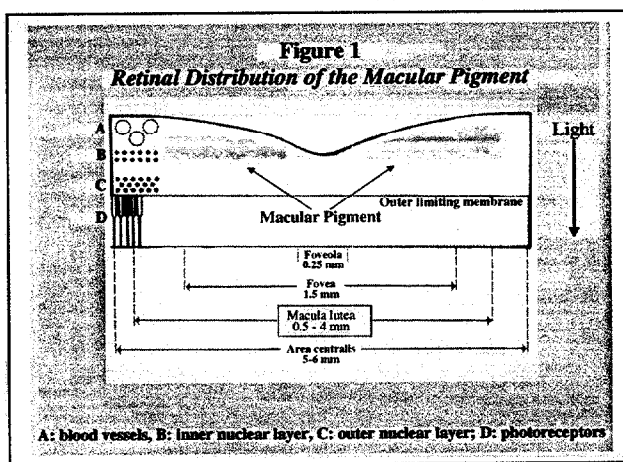 Figure 1
Retinal Distribution of the Macular Pigment
A
Light
B
C
Outer limiting membrane
Macular Pigment
D
Foveola
0.25 mm
Fovea
1.5 mm
Macula lutea
0.5 - 4 mm
Area centralis
5-6 mm
A: blood vessels, B: inner nuclear layer, C: outer nuclear layer; D: photoreceptors